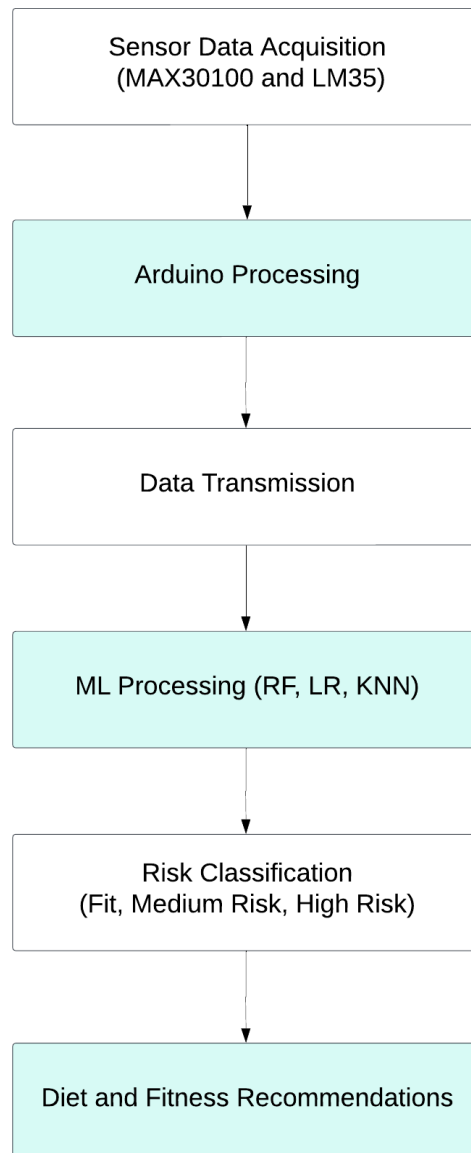 Sensor Data Acquisition
(MAX30100 and LM35)
Arduino Processing
Data Transmission
ML Processing (RF, LR, KNN)
Risk Classification
(Fit, Medium Risk, High Risk)
Diet and Fitness Recommendations